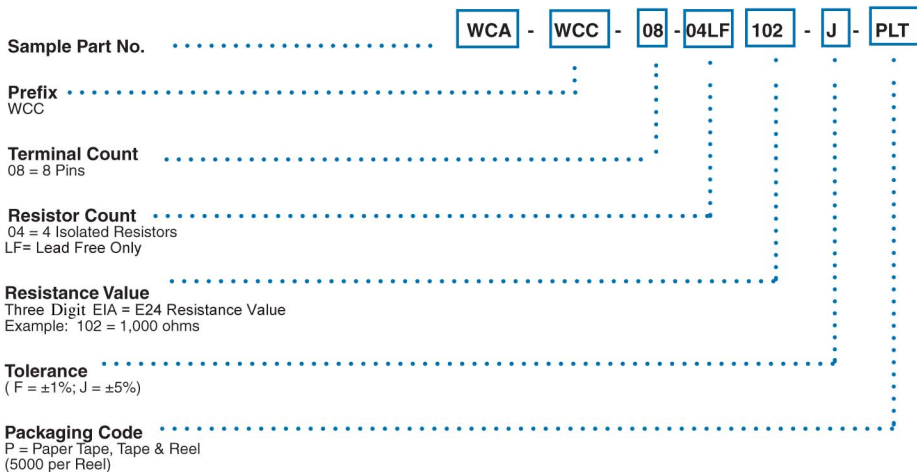 Sample Part No. WCA - WCC - 08 - 04LF 102 - J - PLT
Prefix
WCC
Terminal Count
08 = 8 Pins
Resistor Count
04 = 4 Isolated Resistors
LF= Lead Free Only
Resistance Value
Three Digit EIA = E24 Resistance Value
Example: 102 = 1,000 ohms
Tolerance
( F = ±1%; J = ±5%)
Packaging Code
P = Paper Tape, Tape & Reel
(5000 per Reel)